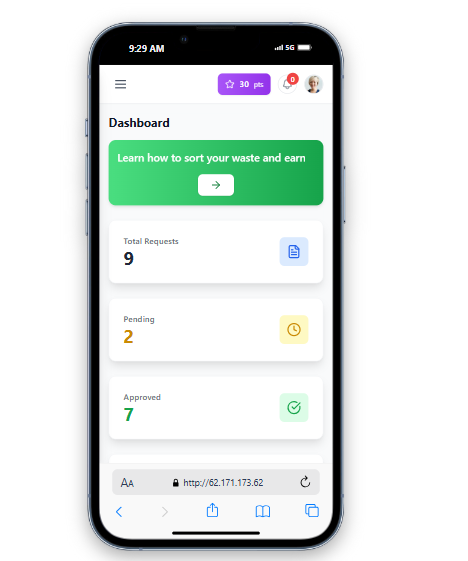 9:29 AM
5G
30 pts
0
Dashboard
Learn how to sort your waste and earn
Total Requests
9
Pending
2
Approved
7
AA
http://62.171.173.62